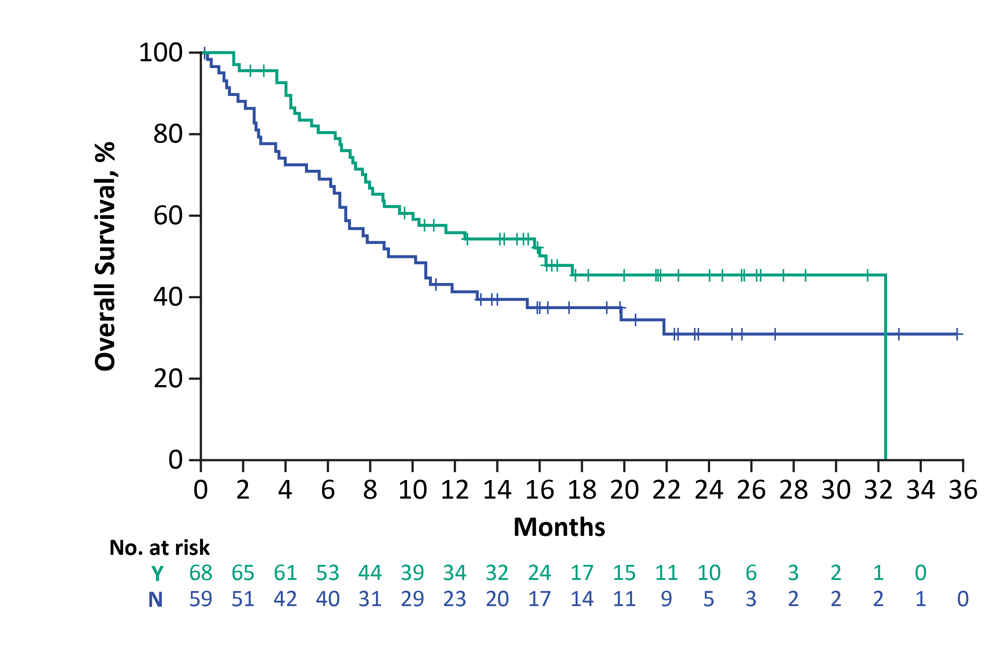 Overall Survival, %
100
80
60
40
20
0
0 2 4 6 8 10 12 14 16 18 20 22 24 26 28 30 32 34 36
Months
No. at risk
Y 68 65 61 53 44 39 34 32 24 17 15 11 10 6 3 2 1 0
N 59 51 42 40 31 29 23 20 17 14 11 9 5 3 2 2 2 1 0